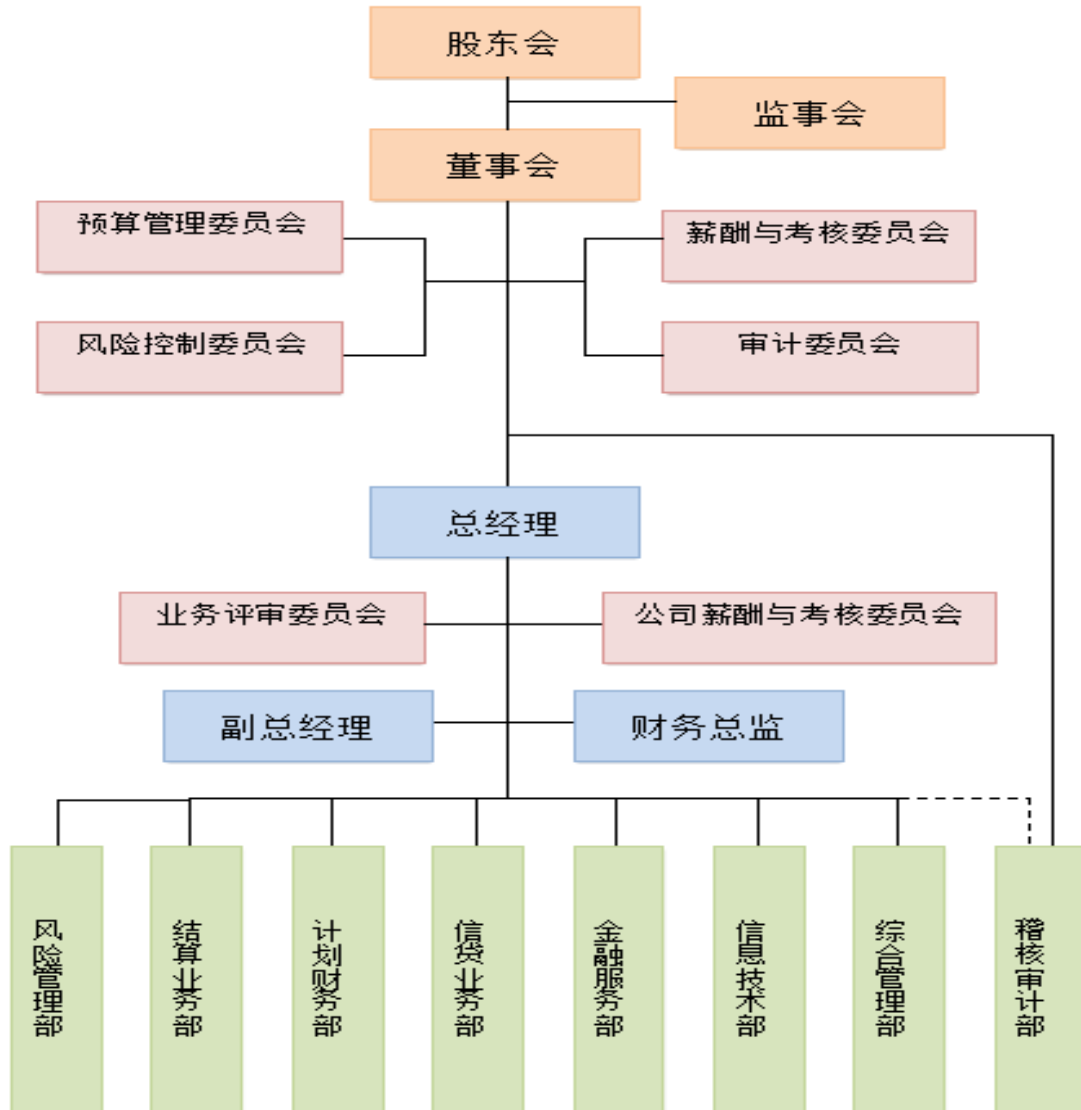 股东会
监事会
董事会
预算管理委员会
薪酬与考核委员会
风险控制委员会
审计委员会
总经理
业务评审委员会
公司薪酬与考核委员会
副总经理
财务总监
风险管理部
结算业务部
计划财务部
信贷业务部
金融服务部
信息技术部
综合管理部
稽核审计部